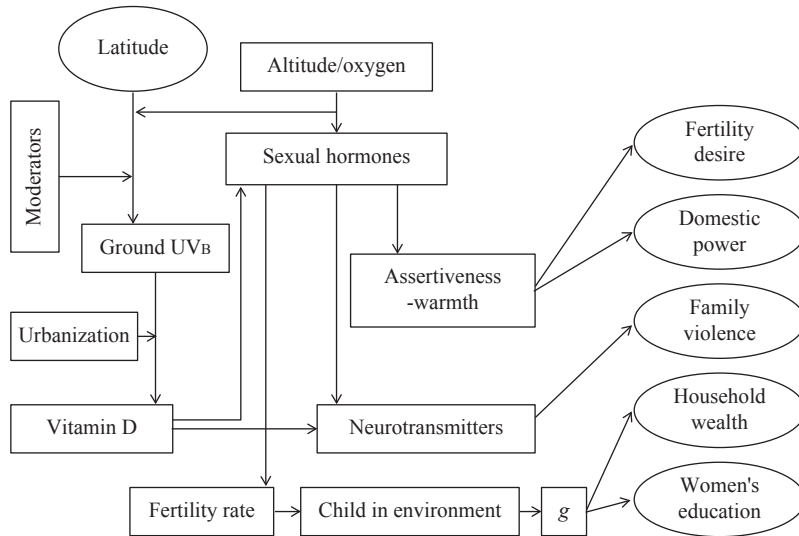 Latitude
Altitude/oxygen
Moderators
Sexual hormones
Fertility
desire
Ground UVB
Domestic
power
Assertiveness
-warmth
Urbanization
Family
violence
Vitamin D
Neurotransmitters
Household
wealth
Fertility rate
Child in environment
g
Women's
education